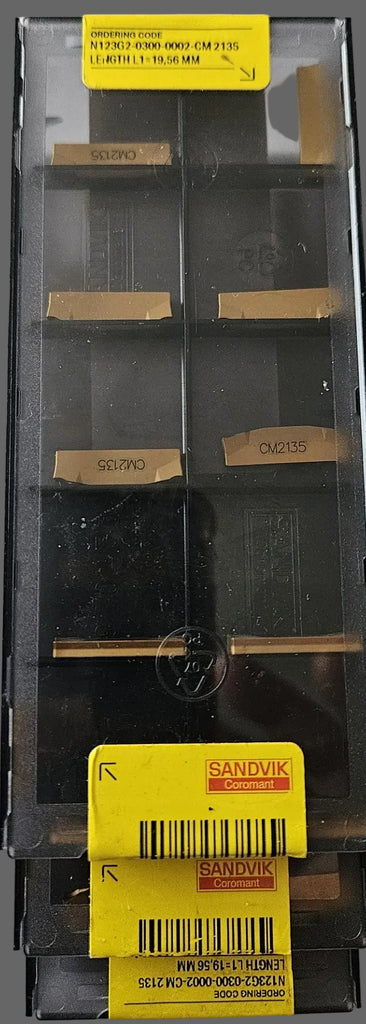 ORDERING CODE
N123G2-0300-0002-CM 2135
LENGTH L1=19,56 MM
CM2135
CM2135
CM2135
SANDVIK
Coromant
SANDVIK
Coromant
LENGTH L1=19,56 MM
N123G2-0300-0002-CM 2135
ORDERING CODE